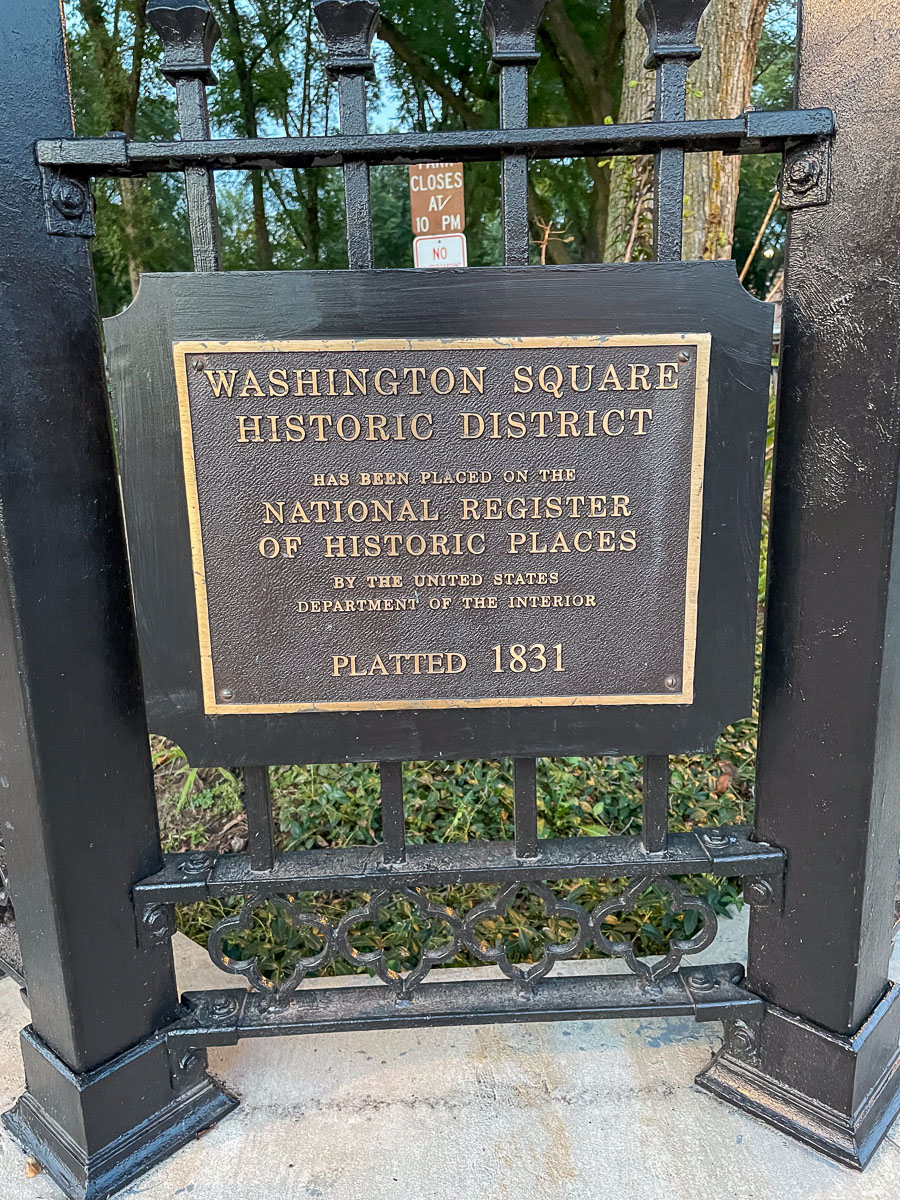 CLOSES
AT
10 PM
NO
WASHINGTON SQUARE
HISTORIC DISTRICT
HAS BEEN PLACED ON THE
NATIONAL REGISTER
OF HISTORIC PLACES
BY THE UNITED STATES
DEPARTMENT OF THE INTERIOR
PLATTED 1831